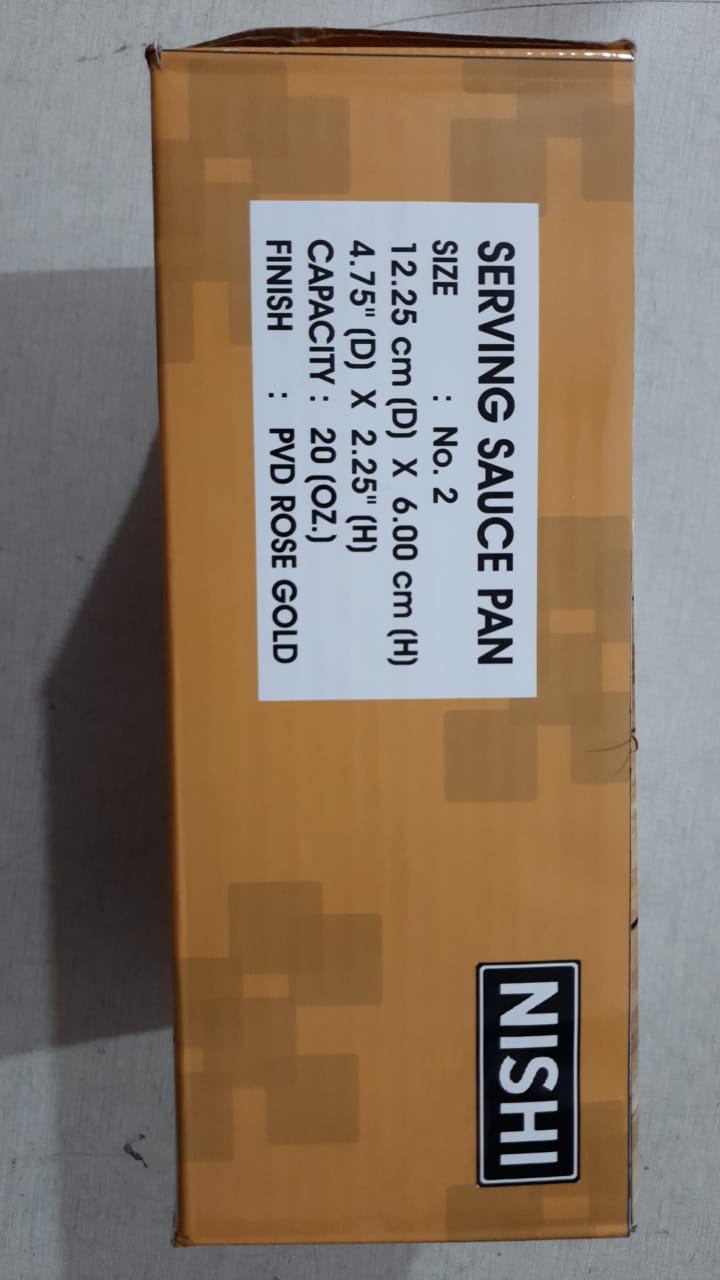 SERVING SAUCE PAN
SIZE : No. 2
12.25 cm (D) X 6.00 cm (H)
4.75" (D) X 2.25" (H)
CAPACITY : 20 (OZ.)
FINISH : PVD ROSE GOLD
NISHI